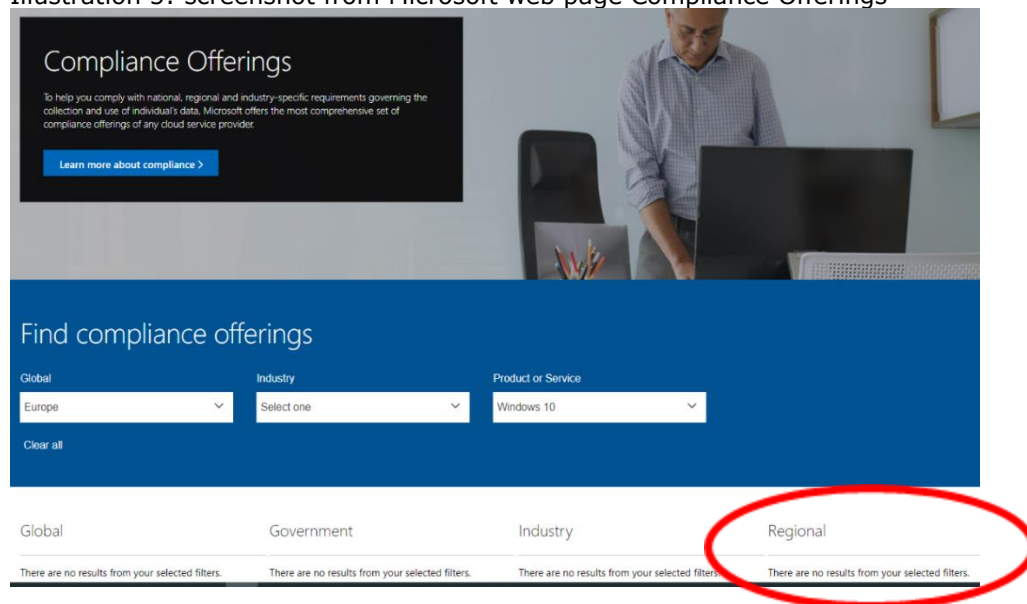 Illustration 5: screenshot from Microsoft web page Compliance Offerings
Compliance Offerings
To help you comply with national, regional and industry-specific requirements governing the
collection and use of individual's data, Microsoft offers the most comprehensive set of
compliance offerings of any cloud service provider.
Learn more about compliance >
Find compliance offerings
Global
Industry
Product or Service
Europe
Select one
Windows 10
Clear all
Global
Government
Industry
Regional
There are no results from your selected filters.
There are no results from your selected filters.
There are no results from your selected filters.
There are no results from your selected filters.